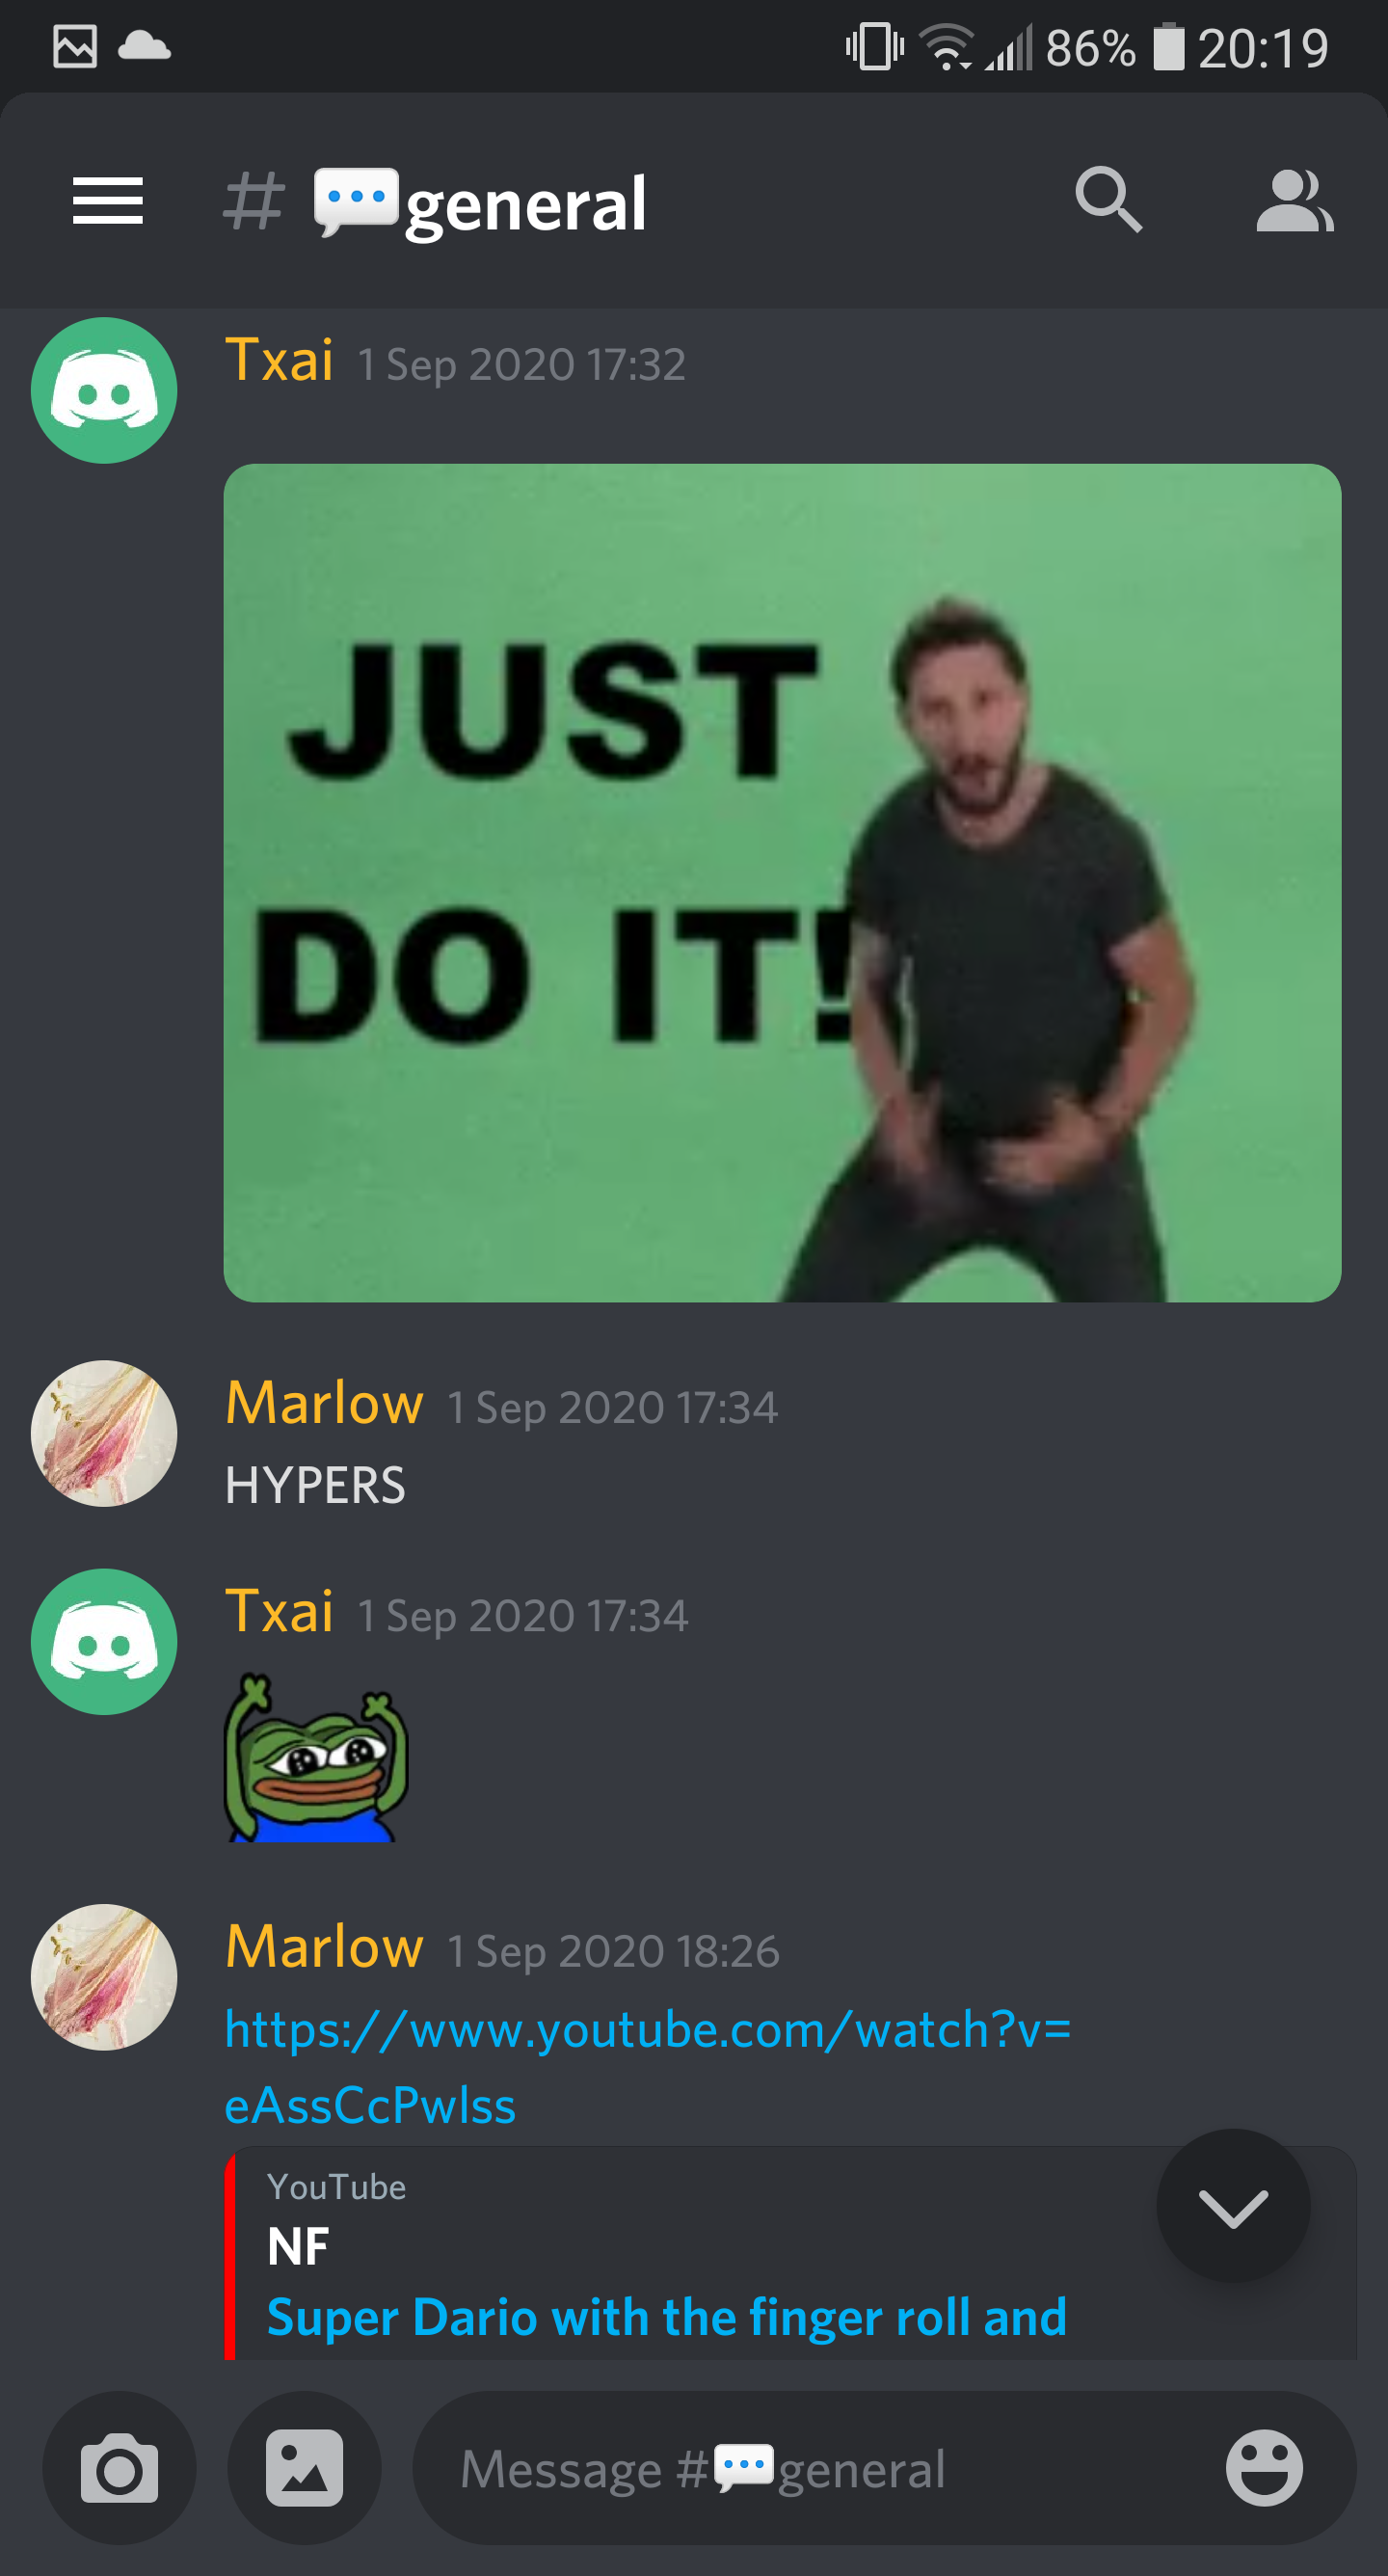 86% 20:19
# 💬general
Txai 1 Sep 2020 17:32
JUST
DO IT!
Marlow 1 Sep 2020 17:34
HYPERS
Txai 1 Sep 2020 17:34
Marlow 1 Sep 2020 18:26
https://www.youtube.com/watch?v=
eAssCcPwlss
YouTube
NF
Super Dario with the finger roll and
Message #💬general